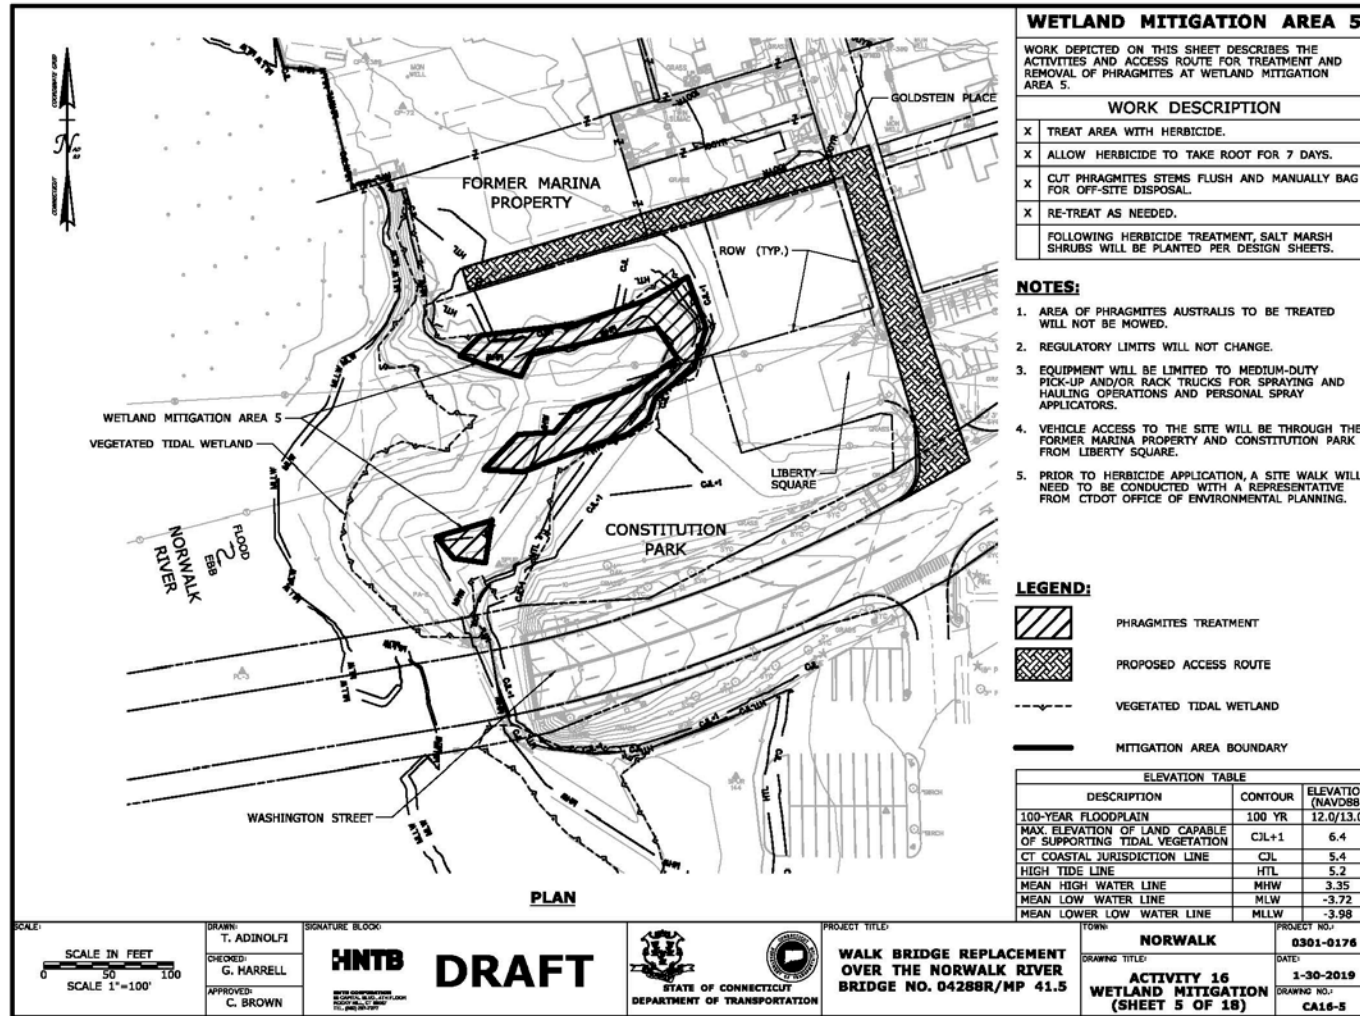 WETLAND MITIGATION AREA 5
WORK DEPICTED ON THIS SHEET DESCRIBES THE
ACTIVITIES AND ACCESS ROUTE FOR TREATMENT AND
REMOVAL OF PHRAGMITES AT WETLAND MITIGATION
AREA 5.
WORK DESCRIPTION
X TREAT AREA WITH HERBICIDE.
X ALLOW HERBICIDE TO TAKE ROOT FOR 7 DAYS.
X CUT PHRAGMITES STEMS FLUSH AND MANUALLY BAG
FOR OFF-SITE DISPOSAL.
X RE-TREAT AS NEEDED.
FOLLOWING HERBICIDE TREATMENT, SALT MARSH
SHRUBS WILL BE PLANTED PER DESIGN SHEETS.
NOTES:
1. AREA OF PHRAGMITES AUSTRALIS TO BE TREATED
WILL NOT BE MOWED.
2. REGULATORY LIMITS WILL NOT CHANGE.
3. EQUIPMENT WILL BE LIMITED TO MEDIUM-DUTY
PICK-UP AND/OR RACK TRUCKS FOR SPRAYING AND
HAULING OPERATIONS AND PERSONAL SPRAY
APPLICATORS.
4. VEHICLE ACCESS TO THE SITE WILL BE THROUGH THE
FORMER MARINA PROPERTY AND CONSTITUTION PARK
FROM LIBERTY SQUARE.
5. PRIOR TO HERBICIDE APPLICATION, A SITE WALK WILL
NEED TO BE CONDUCTED WITH A REPRESENTATIVE
FROM CTDOT OFFICE OF ENVIRONMENTAL PLANNING.
LEGEND:
PHRAGMITES TREATMENT
PROPOSED ACCESS ROUTE
VEGETATED TIDAL WETLAND
MITIGATION AREA BOUNDARY
ELEVATION TABLE
DESCRIPTION CONTOUR ELEVATIO
(NAVD88
100-YEAR FLOODPLAIN 100 YR 12.0/13.0
MAX. ELEVATION OF LAND CAPABLE
OF SUPPORTING TIDAL VEGETATION CJL+1 6.4
CT COASTAL JURISDICTION LINE CJL 5.4
HIGH TIDE LINE HTL 5.2
MEAN HIGH WATER LINE MHW 3.35
MEAN LOW WATER LINE MLW -3.72
MEAN LOWER LOW WATER LINE MLLW -3.98
GOLDSTEIN PLACE
FORMER MARINA
PROPERTY
ROW (TYP.)
WETLAND MITIGATION AREA 5
VEGETATED TIDAL WETLAND
LIBERTY
SQUARE
CONSTITUTION
PARK
NORWALK
RIVER
FLOOD
EBB
WASHINGTON STREET
PLAN
SCALE:
SCALE IN FEET
0 50 100
SCALE 1"=100'
DRAWN:
T. ADINOLFI
CHECKED:
G. HARRELL
APPROVED:
C. BROWN
SIGNATURE BLOCK:
HNTB
HNTB CORPORATION
DRAFT
STATE OF CONNECTICUT
DEPARTMENT OF TRANSPORTATION
PROJECT TITLE:
WALK BRIDGE REPLACEMENT
OVER THE NORWALK RIVER
BRIDGE NO. 04288R/MP 41.5
TOWN:
NORWALK
DRAWING TITLE:
ACTIVITY 16
WETLAND MITIGATION
(SHEET 5 OF 18)
PROJECT NO.:
0301-0176
DATE:
1-30-2019
DRAWING NO.:
CA16-5